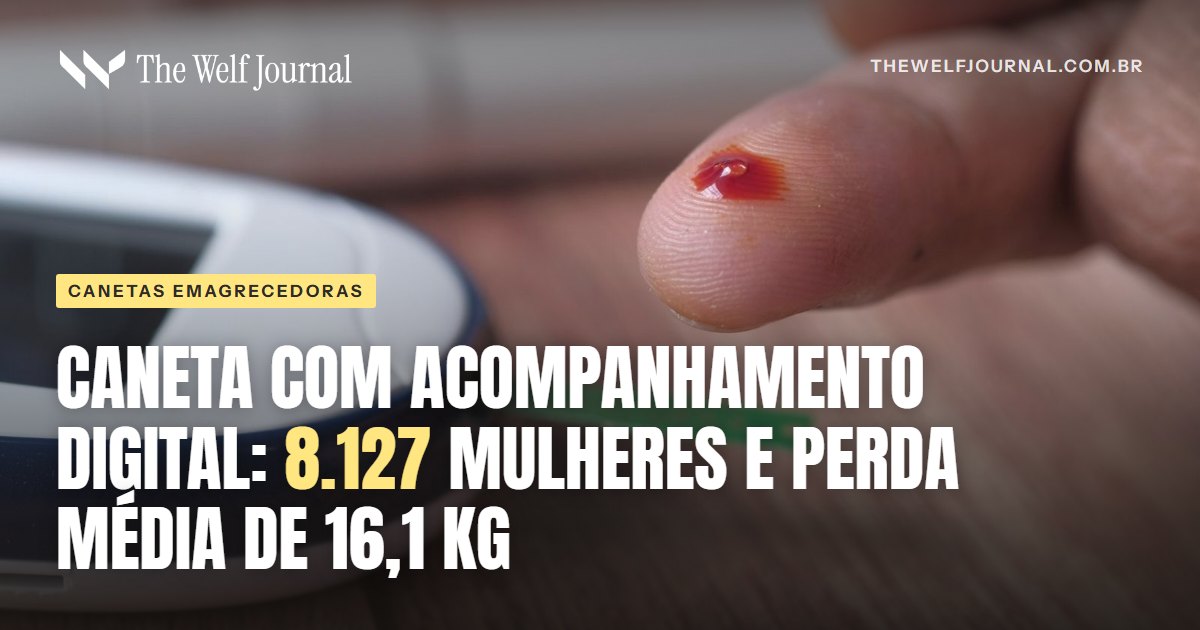 The Welf Journal
THEWELFJOURNAL.COM.BR
CANETAS EMAGRECEDORAS
CANETA COM ACOMPANHAMENTO
DIGITAL: 8.127 MULHERES E PERDA
MÉDIA DE 16,1 KG